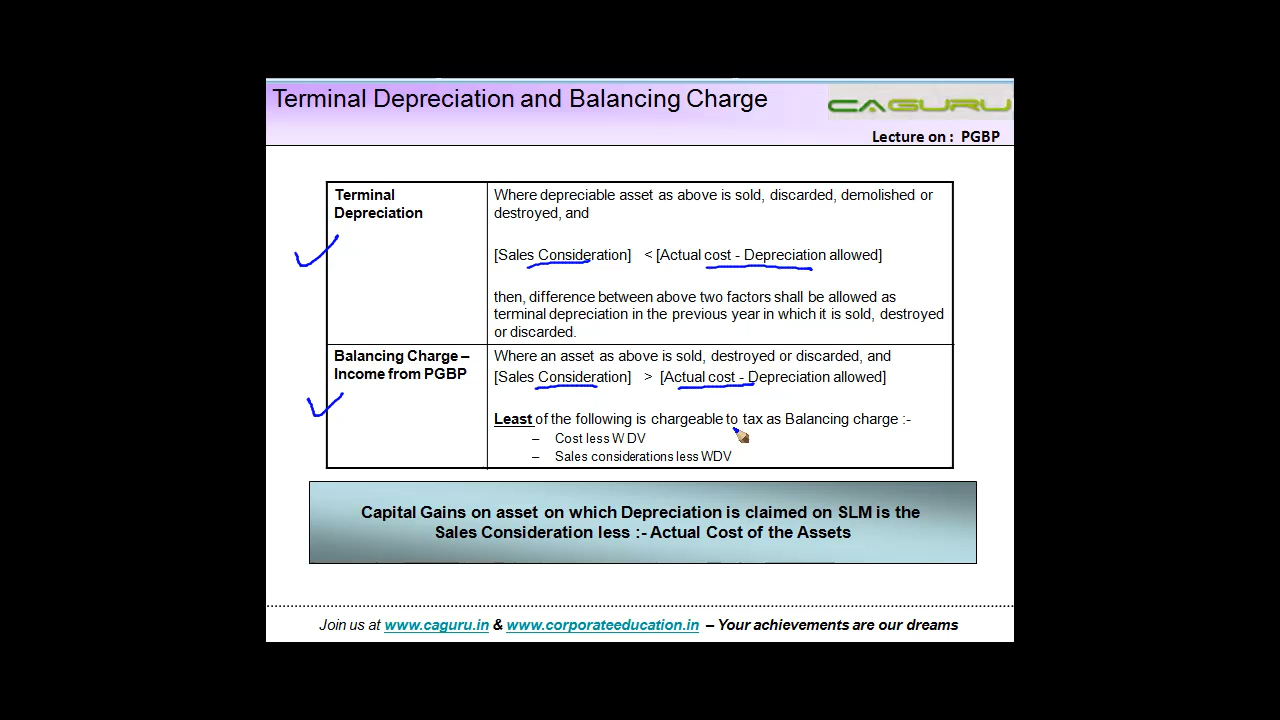 Terminal Depreciation and Balancing Charge
CAGURU
Lecture on : PGBP
Terminal
Depreciation
Where depreciable asset as above is sold, discarded, demolished or
destroyed, and
[Sales Consideration] < [Actual cost - Depreciation allowed]
then, difference between above two factors shall be allowed as
terminal depreciation in the previous year in which it is sold, destroyed
or discarded.
Balancing Charge –
Income from PGBP
Where an asset as above is sold, destroyed or discarded, and
[Sales Consideration] > [Actual cost - Depreciation allowed]
Least of the following is chargeable to tax as Balancing charge :-
– Cost less W DV
– Sales considerations less WDV
Capital Gains on asset on which Depreciation is claimed on SLM is the
Sales Consideration less :- Actual Cost of the Assets
Join us at www.caguru.in & www.corporateeducation.in – Your achievements are our dreams